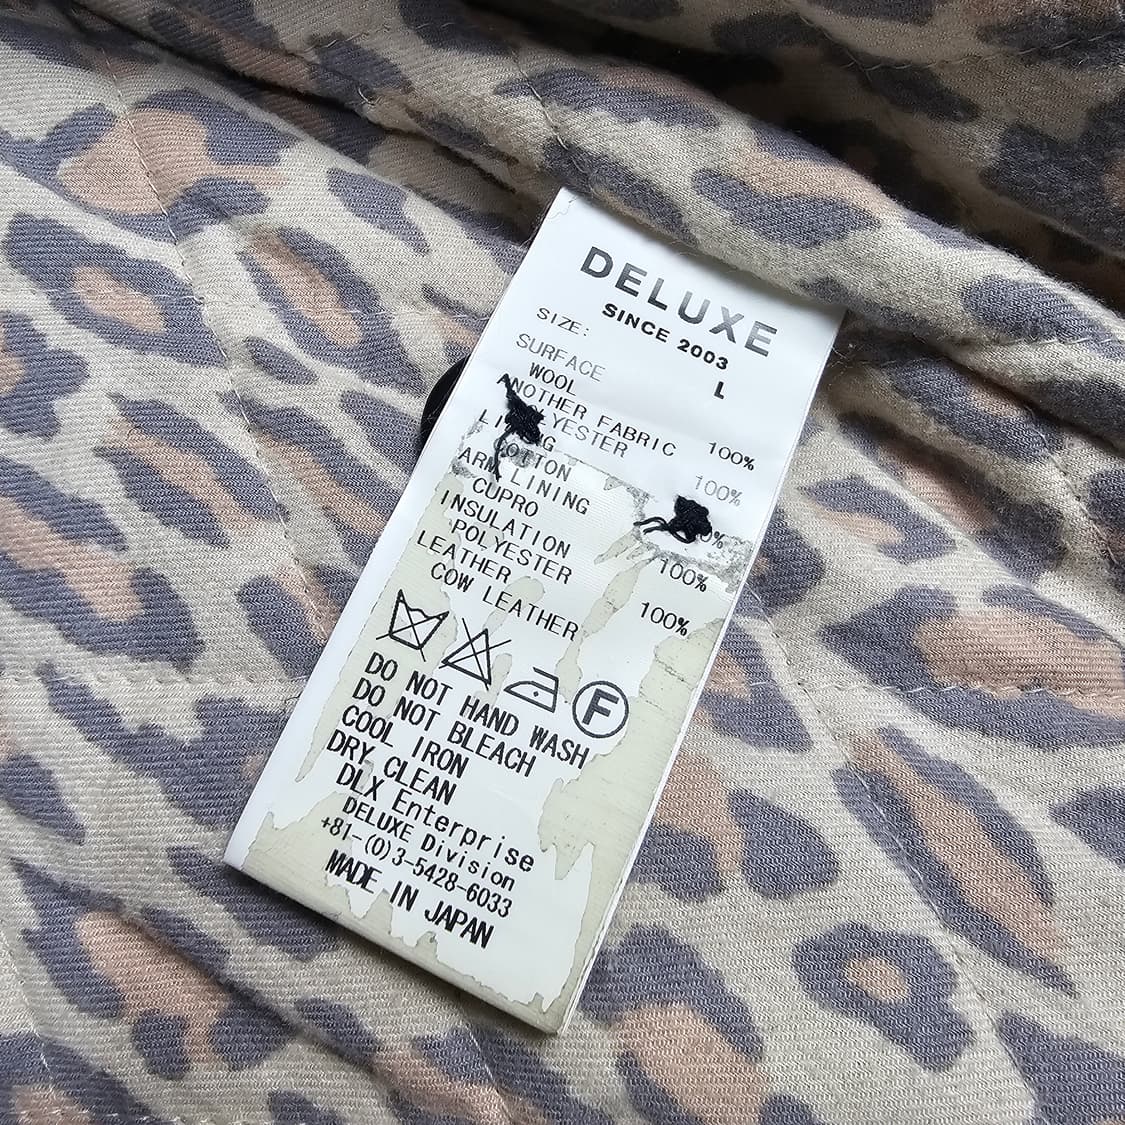 DELUXE
SINCE 2003
SIZE: L
SURFACE
WOOL 100%
ANOTHER FABRIC
POLYESTER 100%
LINING
COTTON
ARM LINING
CUPRO 100%
INSULATION
POLYESTER 100%
LEATHER
COW LEATHER
F
DO NOT HAND WASH
DO NOT BLEACH
COOL IRON
DRY CLEAN
DLX Enterprise
DELUXE Division
+81-(0)3-5428-6033
MADE IN JAPAN